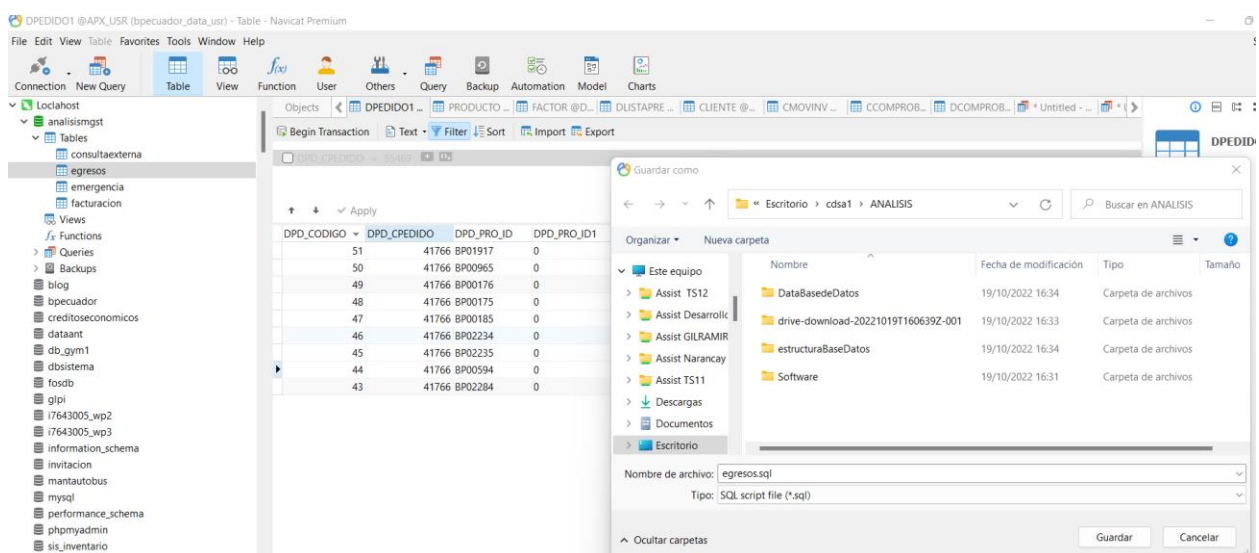 DPEDIDO1 @APX_USR (bpecuador_data_usr) - Table - Navicat Premium
File Edit View Table Favorites Tools Window Help
Connection New Query Table View Function User Others Query Backup Automation Model Charts
Loclahost
analisismgst
Tables
consultaexterna
egresos
emergencia
facturacion
Views
Functions
Queries
Backups
blog
bpecuador
creditoseconomicos
dataant
db_gym1
dbsistema
fosdb
glpi
i7643005_wp2
i7643005_wp3
information_schema
invitacion
mantautobus
mysql
performance_schema
phpmyadmin
sis_inventario
Objects DPEDIDO1 ... PRODUCTO ... FACTOR @D... DLISTAPRE ... CLIENTE @... CMOVINV ... CCOMPROB... DCOMPROB... * Untitled - ...
Begin Transaction Text Filter Sort Import Export
DPD_CPEDIDO = 35469
Apply
DPD_CODIGO DPD_CPEDIDO DPD_PRO_ID DPD_PRO_ID1
51 41766 BP01917 0
50 41766 BP00965 0
49 41766 BP00176 0
48 41766 BP00175 0
47 41766 BP00185 0
46 41766 BP02234 0
45 41766 BP02235 0
44 41766 BP00594 0
43 41766 BP02284 0
DPEDID
Guardar como
« Escritorio › cdsa1 › ANALISIS
Buscar en ANALISIS
Organizar Nueva carpeta
Este equipo
Assist TS12
Assist Desarrollo
Assist GILRAMIR
Assist Narancay
Assist TS11
Descargas
Documentos
Escritorio
Nombre Fecha de modificación Tipo Tamaño
DataBasedeDatos 19/10/2022 16:34 Carpeta de archivos
drive-download-20221019T160639Z-001 19/10/2022 16:33 Carpeta de archivos
estructuraBaseDatos 19/10/2022 16:34 Carpeta de archivos
Software 19/10/2022 16:31 Carpeta de archivos
Nombre de archivo: egresos.sql
Tipo: SQL script file (*.sql)
Ocultar carpetas
Guardar Cancelar